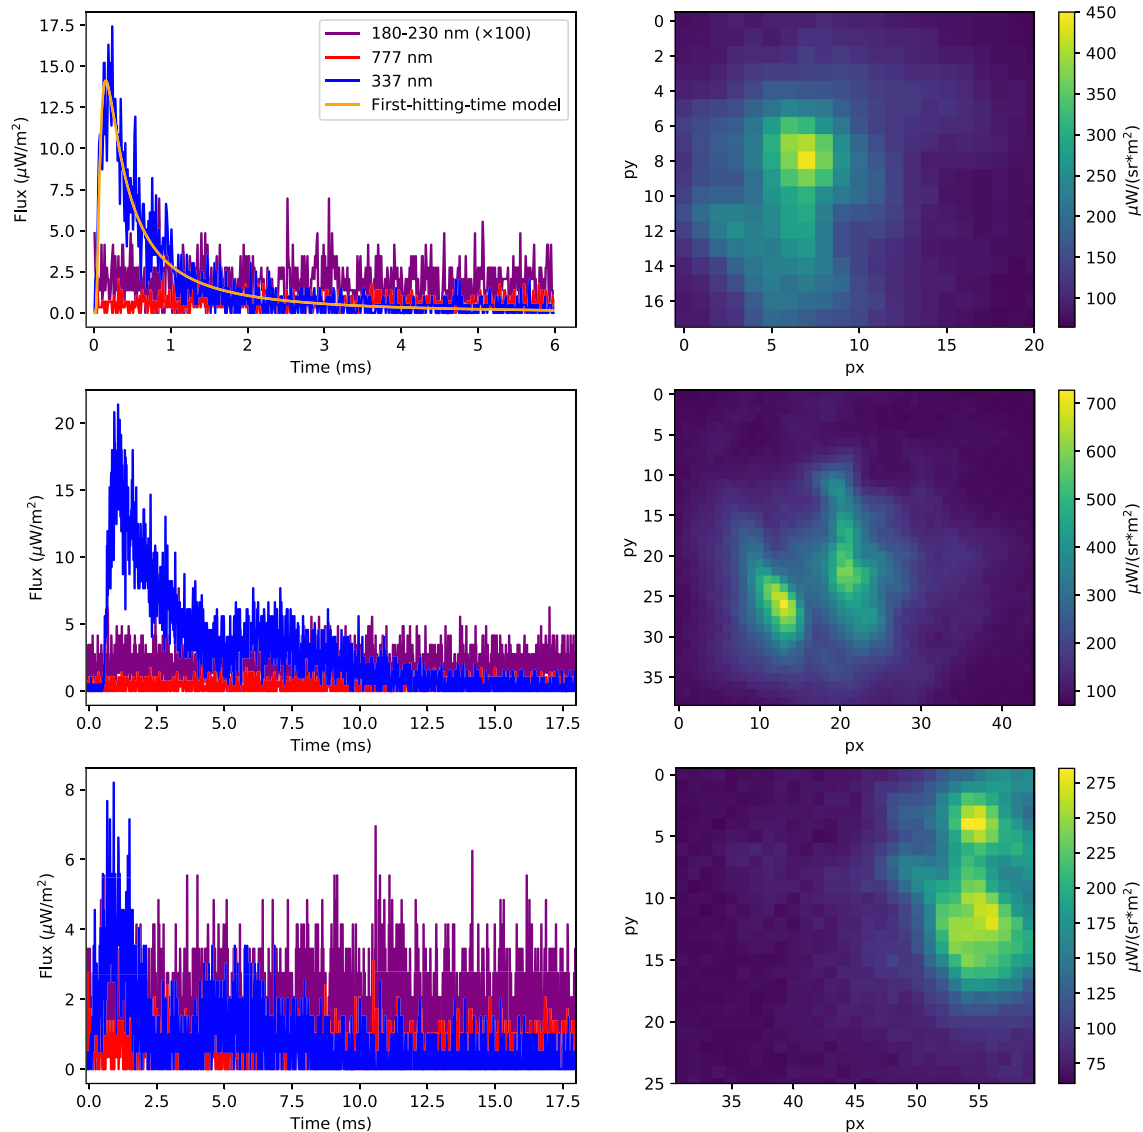 17.5
15.0
12.5
10.0
7.5
5.0
2.5
0.0
Flux (μW/m²)
180-230 nm (×100)
777 nm
337 nm
First-hitting-time model
0 1 2 3 4 5 6
Time (ms)
0
2
4
6
8
10
12
14
16
py
0 5 10 15 20
px
450
400
350
300
250
200
150
100
μW/(sr*m²)
20
15
10
5
0
Flux (μW/m²)
0.0 2.5 5.0 7.5 10.0 12.5 15.0 17.5
Time (ms)
0
5
10
15
20
25
30
35
py
0 10 20 30 40
px
700
600
500
400
300
200
100
μW/(sr*m²)
8
6
4
2
0
Flux (μW/m²)
0.0 2.5 5.0 7.5 10.0 12.5 15.0 17.5
Time (ms)
0
5
10
15
20
25
py
35 40 45 50 55
px
275
250
225
200
175
150
125
100
75
μW/(sr*m²)